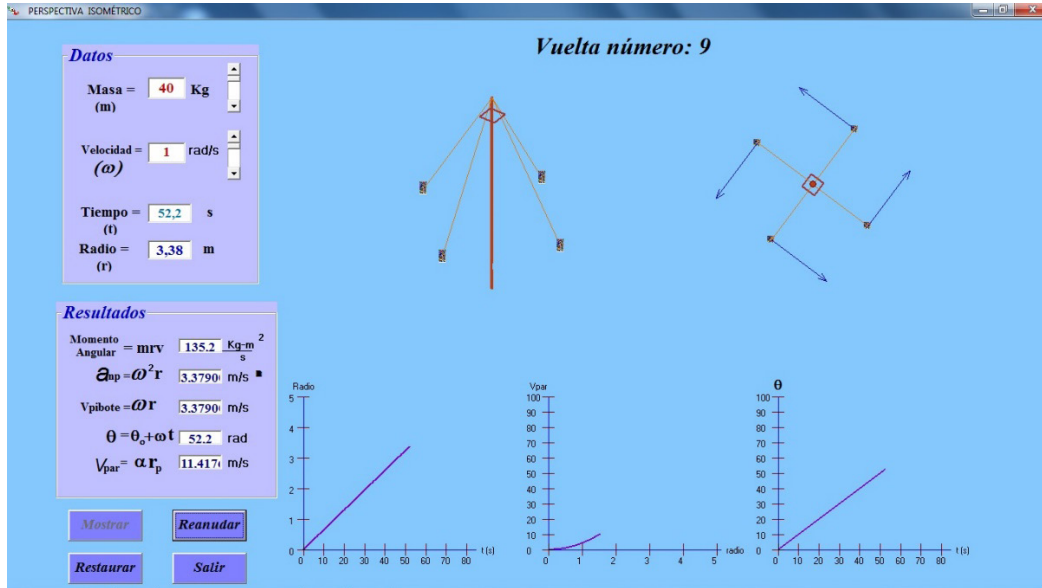 PERSPECTIVA ISOMÉTRICO
Vuelta número: 9
Datos
Masa = 40 Kg
(m)
Velocidad = 1 rad/s
(ω)
Tiempo = 52,2 s
(t)
Radio = 3,38 m
(r)
Resultados
Momento Angular = mrv 135.2 Kg-m²/s
anp = ω²r 3.3790 m/s
Vpibote = ωr 3.3790 m/s
θ = θo + ωt 52.2 rad
Vpar = αrp 11.417 m/s
Mostrar Reanudar
Restaurar Salir
Radio
5
4
3
2
1
0
0 10 20 30 40 50 60 70 80 t (s)
Vpar
100
90
80
70
60
50
40
30
20
10
0
0 1 2 3 4 5 radio
θ
100
90
80
70
60
50
40
30
20
10
0
0 10 20 30 40 50 60 70 80 t (s)